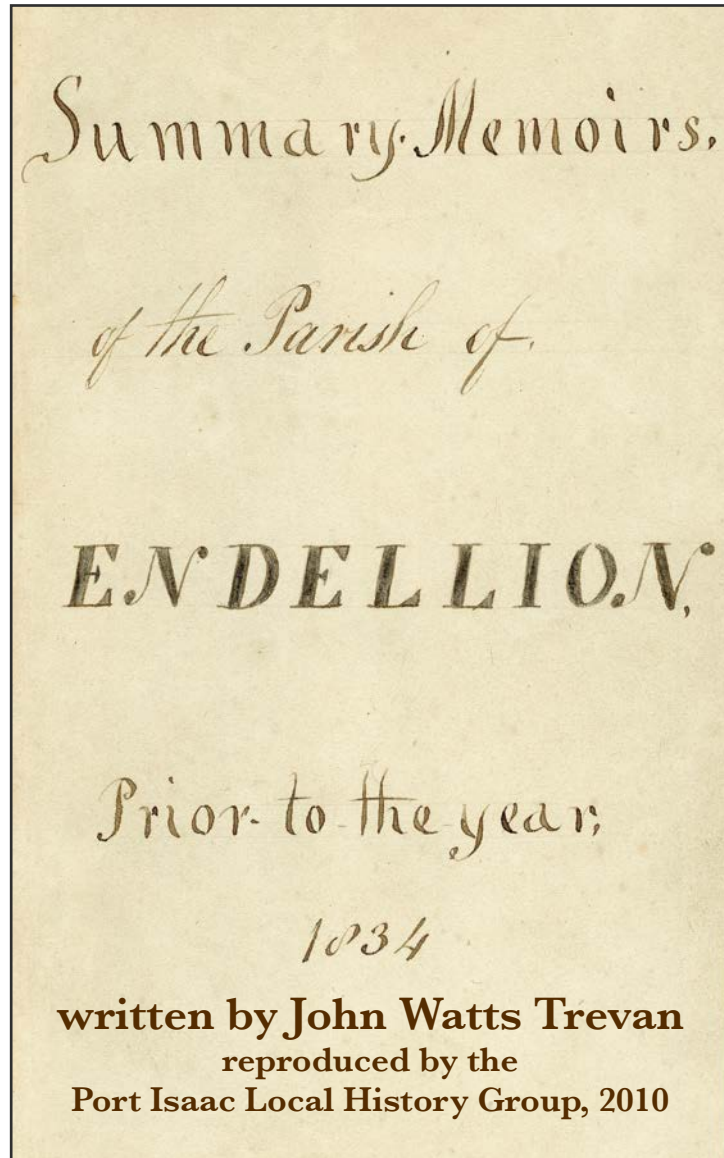 Summary. Memoirs.
of the Parish of.
ENDELLION,
Prior to the year;
1834
written by John Watts Trevan
reproduced by the
Port Isaac Local History Group, 2010